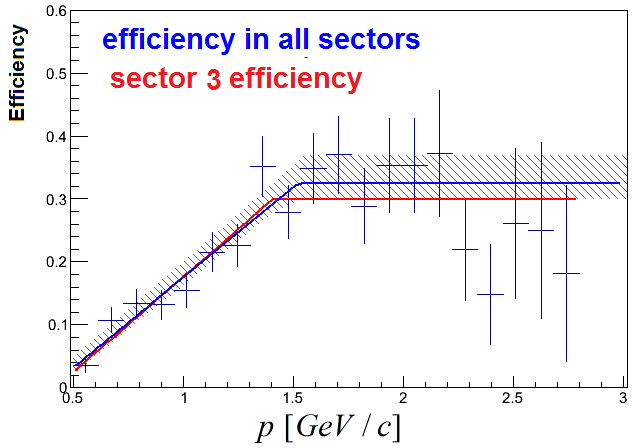 0.6
efficiency in all sectors
sector 3 efficiency
Efficiency
0.5
0.4
0.3
0.2
0.1
0
0.5 1 1.5 2 2.5 3
p [GeV / c]